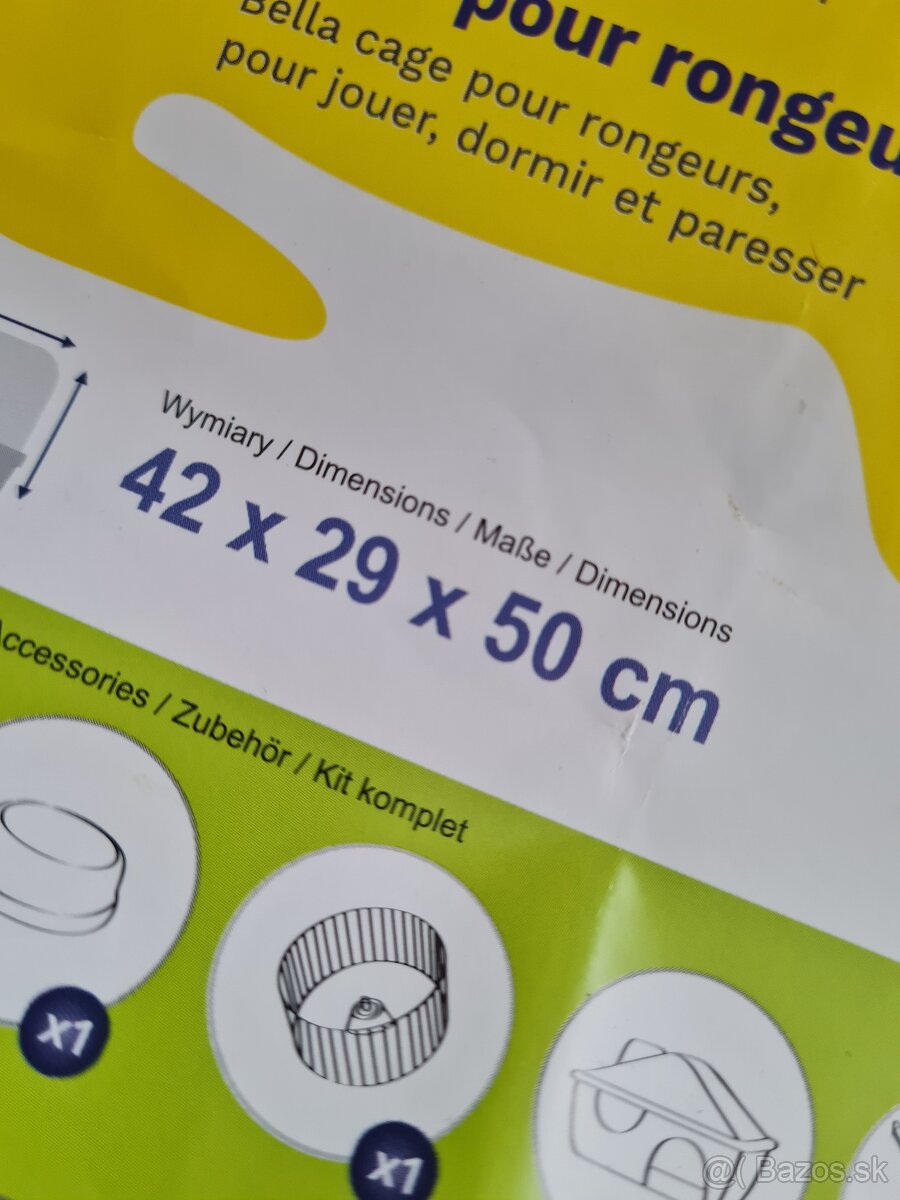 pour rongeu
Bella cage pour rongeurs,
pour jouer, dormir et paresser
Wymiary / Dimensions / Maße / Dimensions
42 x 29 x 50 cm
Accessories / Zubehör / Kit komplet
x1
x1
@( Bazos.sk